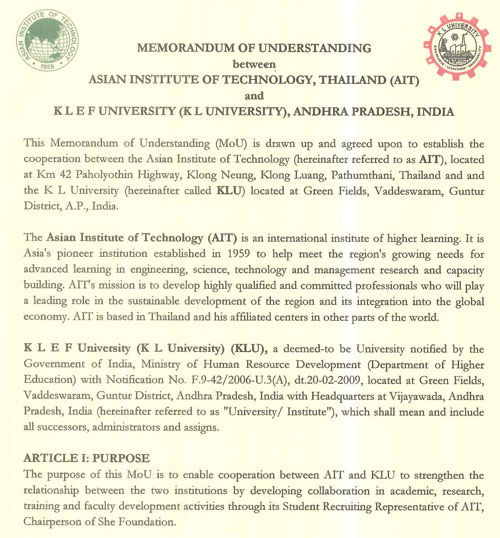 ASIAN INSTITUTE OF TECHNOLOGY
1959
K L UNIVERSITY
MEMORANDUM OF UNDERSTANDING
between
ASIAN INSTITUTE OF TECHNOLOGY, THAILAND (AIT)
and
K L E F UNIVERSITY (K L UNIVERSITY), ANDHRA PRADESH, INDIA
This Memorandum of Understanding (MoU) is drawn up and agreed upon to establish the
cooperation between the Asian Institute of Technology (hereinafter referred to as AIT), located
at Km 42 Paholyothin Highway, Klong Neung, Klong Luang, Pathumthani, Thailand and and
the K L University (hereinafter called KLU) located at Green Fields, Vaddeswaram, Guntur
District, A.P., India.
The Asian Institute of Technology (AIT) is an international institute of higher learning. It is
Asia's pioneer institution established in 1959 to help meet the region's growing needs for
advanced learning in engineering, science, technology and management research and capacity
building. AIT's mission is to develop highly qualified and committed professionals who will play
a leading role in the sustainable development of the region and its integration into the global
economy. AIT is based in Thailand and his affiliated centers in other parts of the world.
K L E F University (K L University) (KLU), a deemed-to be University notified by the
Government of India, Ministry of Human Resource Development (Department of Higher
Education) with Notification No. F.9-42/2006-U.3(A), dt.20-02-2009, located at Green Fields,
Vaddeswaram, Guntur District, Andhra Pradesh, India with Headquarters at Vijayawada, Andhra
Pradesh, India (hereinafter referred to as "University/ Institute"), which shall mean and include
all successors, administrators and assigns.
ARTICLE I: PURPOSE
The purpose of this MoU is to enable cooperation between AIT and KLU to strengthen the
relationship between the two institutions by developing collaboration in academic, research,
training and faculty development activities through its Student Recruiting Representative of AIT,
Chairperson of She Foundation.